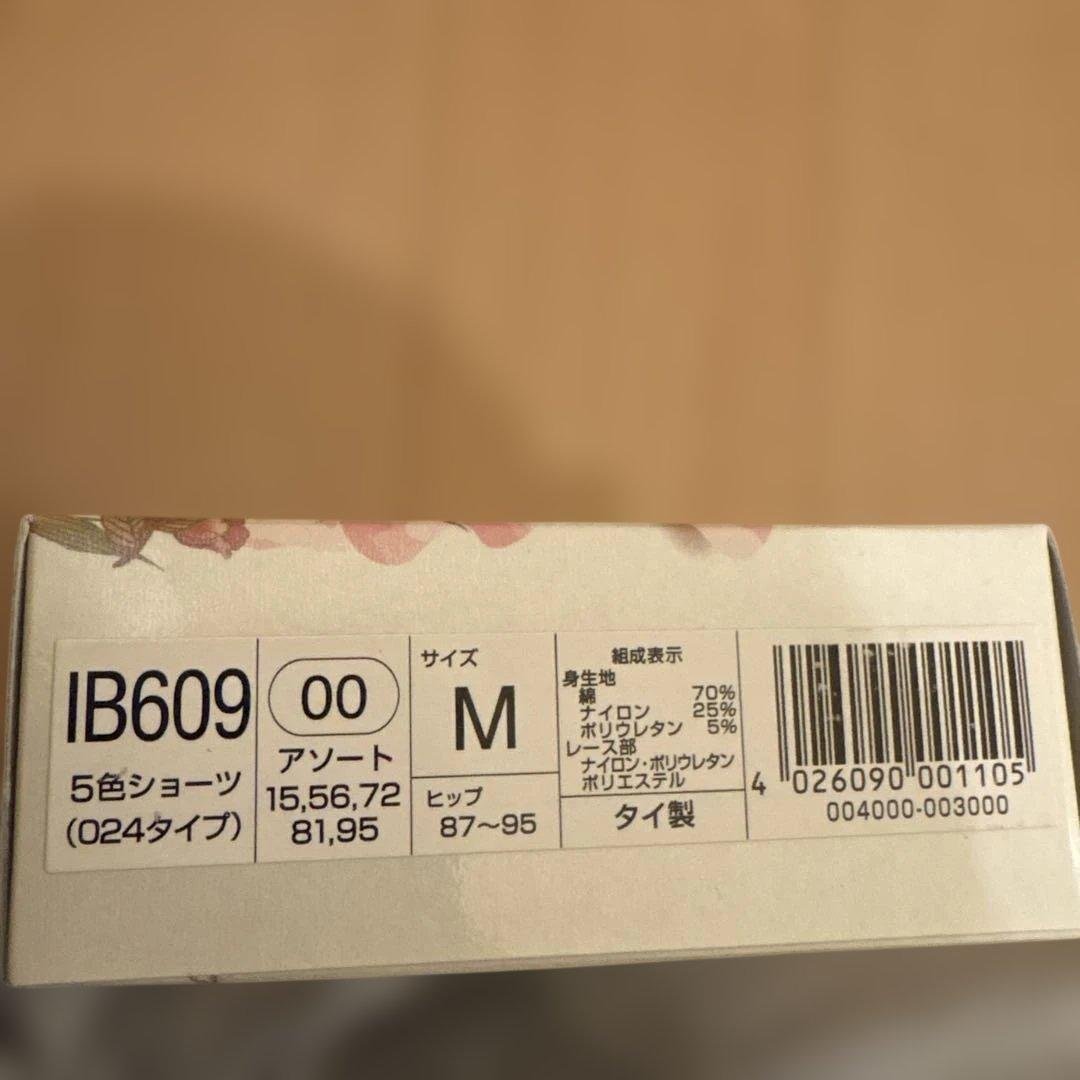 IB609
5色ショーツ
(024タイプ)
00
アソート
15,56,72
81,95
サイズ
M
ヒップ
87～95
組成表示
身生地
綿 70%
ナイロン 25%
ポリウレタン 5%
レース部
ナイロン・ポリウレタン
ポリエステル
タイ製
4 026090 001105
004000-003000